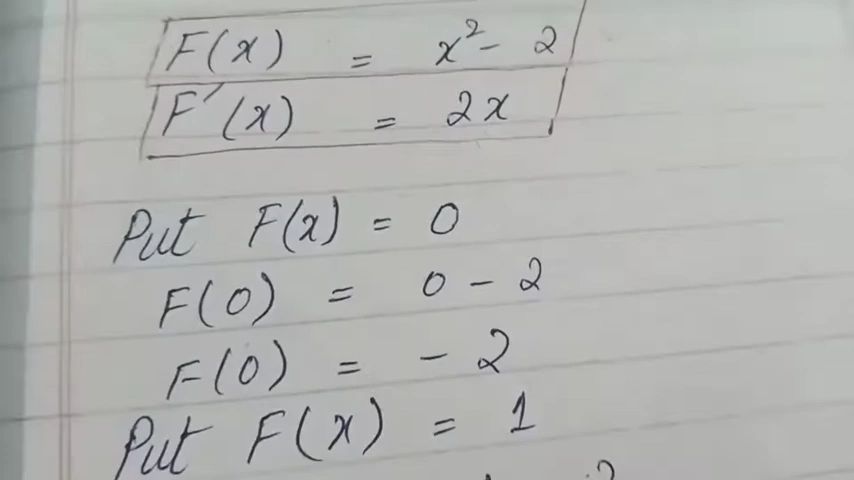 F(x) = x² - 2
F'(x) = 2x
Put F(x) = 0
F(0) = 0 - 2
F(0) = - 2
Put F(x) = 1